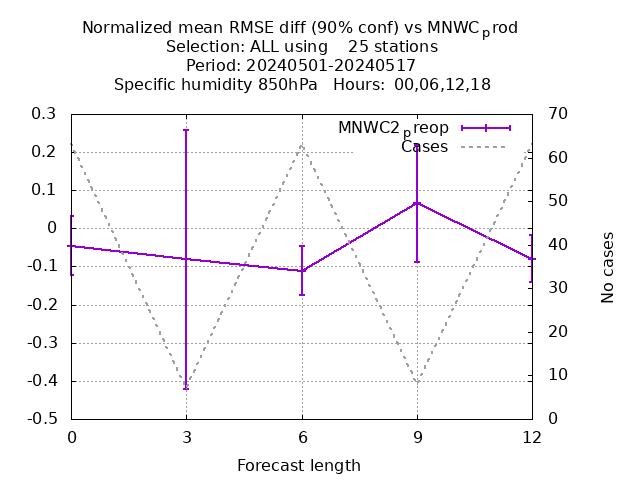 Normalized mean RMSE diff (90% conf) vs MNWCprod
Selection: ALL using    25 stations
Period: 20240501-20240517
Specific humidity 850hPa   Hours:  00,06,12,18
MNWC2preop
Cases
0.3
0.2
0.1
0
-0.1
-0.2
-0.3
-0.4
-0.5
70
60
50
40
30
20
10
0
No cases
0 3 6 9 12
Forecast length